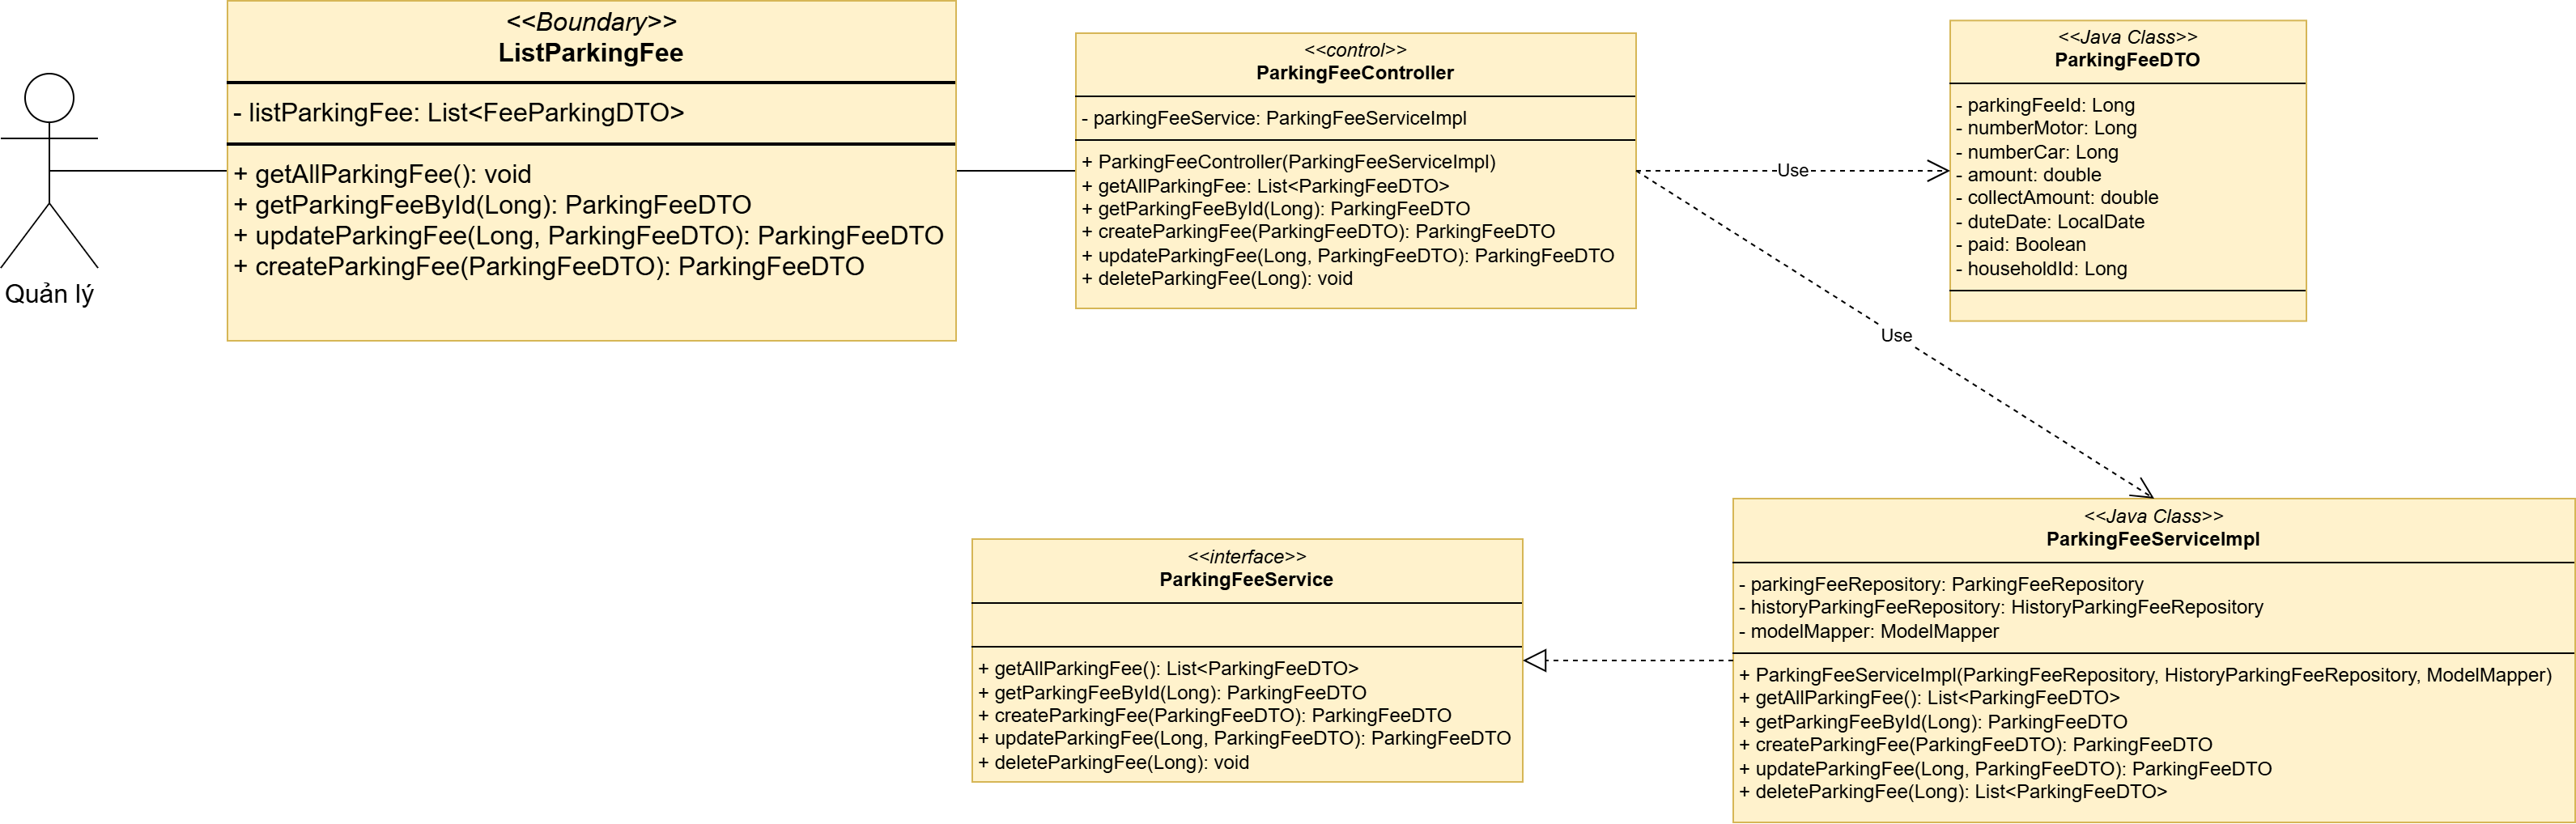 Quản lý
<<Boundary>>
ListParkingFee
- listParkingFee: List<FeeParkingDTO>
+ getAllParkingFee(): void
+ getParkingFeeById(Long): ParkingFeeDTO
+ updateParkingFee(Long, ParkingFeeDTO): ParkingFeeDTO
+ createParkingFee(ParkingFeeDTO): ParkingFeeDTO
<<control>>
ParkingFeeController
- parkingFeeService: ParkingFeeServiceImpl
+ ParkingFeeController(ParkingFeeServiceImpl)
+ getAllParkingFee: List<ParkingFeeDTO>
+ getParkingFeeById(Long): ParkingFeeDTO
+ createParkingFee(ParkingFeeDTO): ParkingFeeDTO
+ updateParkingFee(Long, ParkingFeeDTO): ParkingFeeDTO
+ deleteParkingFee(Long): void
Use
<<Java Class>>
ParkingFeeDTO
- parkingFeeId: Long
- numberMotor: Long
- numberCar: Long
- amount: double
- collectAmount: double
- duteDate: LocalDate
- paid: Boolean
- householdId: Long
Use
<<interface>>
ParkingFeeService
+ getAllParkingFee(): List<ParkingFeeDTO>
+ getParkingFeeById(Long): ParkingFeeDTO
+ createParkingFee(ParkingFeeDTO): ParkingFeeDTO
+ updateParkingFee(Long, ParkingFeeDTO): ParkingFeeDTO
+ deleteParkingFee(Long): void
<<Java Class>>
ParkingFeeServiceImpl
- parkingFeeRepository: ParkingFeeRepository
- historyParkingFeeRepository: HistoryParkingFeeRepository
- modelMapper: ModelMapper
+ ParkingFeeServiceImpl(ParkingFeeRepository, HistoryParkingFeeRepository, ModelMapper)
+ getAllParkingFee(): List<ParkingFeeDTO>
+ getParkingFeeById(Long): ParkingFeeDTO
+ createParkingFee(ParkingFeeDTO): ParkingFeeDTO
+ updateParkingFee(Long, ParkingFeeDTO): ParkingFeeDTO
+ deleteParkingFee(Long): List<ParkingFeeDTO>